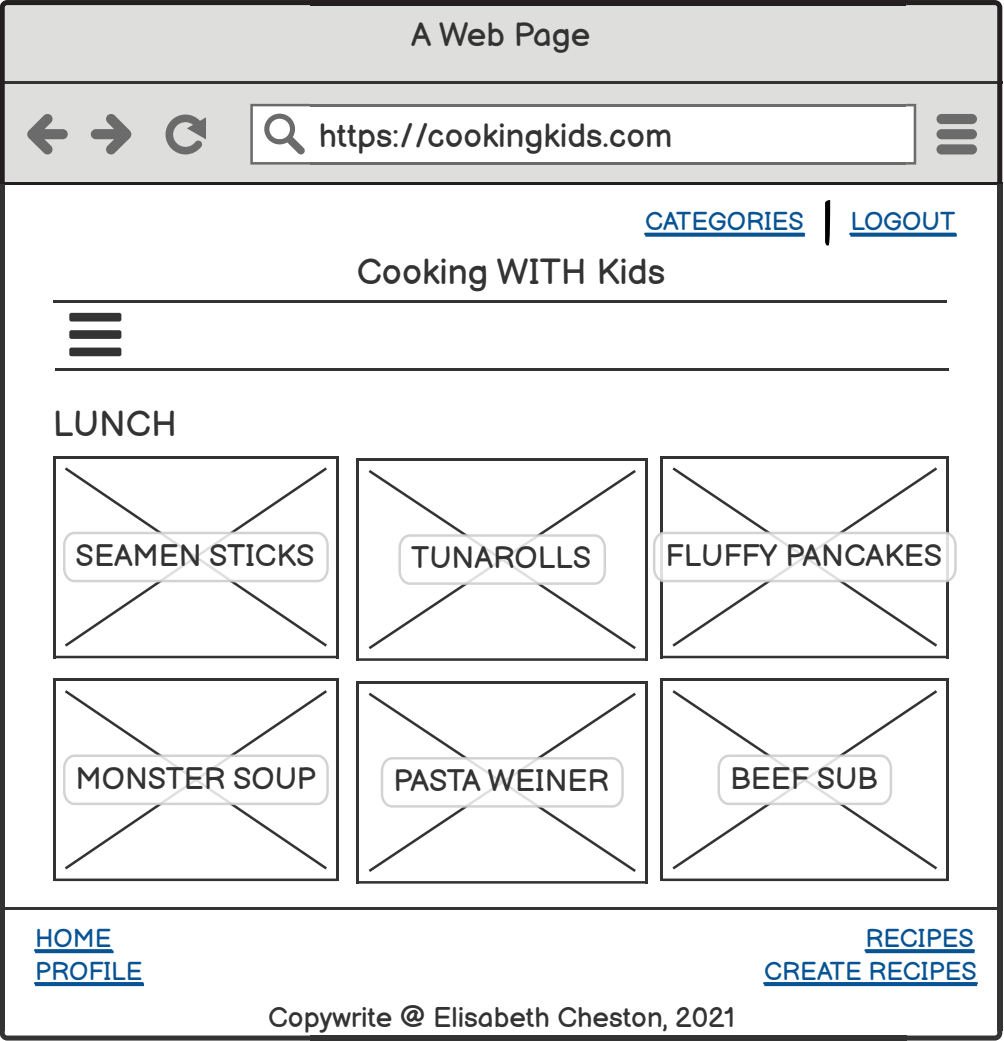 A Web Page
https://cookingkids.com
CATEGORIES LOGOUT
Cooking WITH Kids
LUNCH
SEAMEN STICKS TUNAROLLS FLUFFY PANCAKES
MONSTER SOUP PASTA WEINER BEEF SUB
HOME RECIPES
PROFILE CREATE RECIPES
Copywrite @ Elisabeth Cheston, 2021